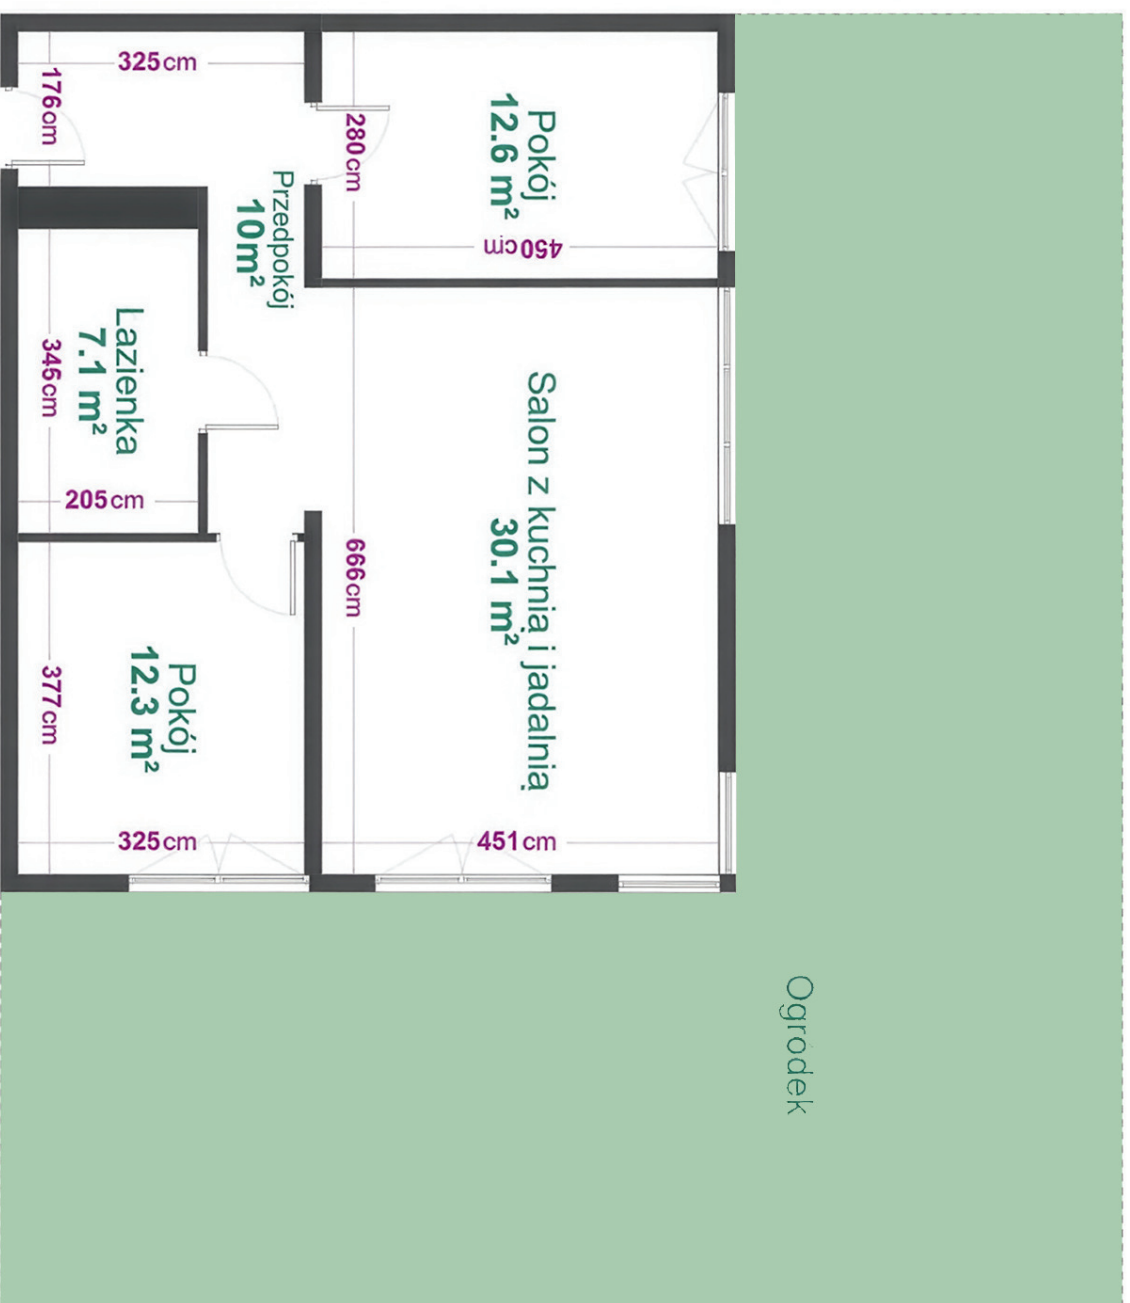 325cm
176cm
Pokój
12.6 m²
280cm
450cm
Przedpokój
10m²
Lazienka
7.1 m²
345cm
205cm
Salon z kuchnią i jadalnią
30.1 m²
666cm
Pokój
12.3 m²
377cm
325cm
451cm
Ogródek